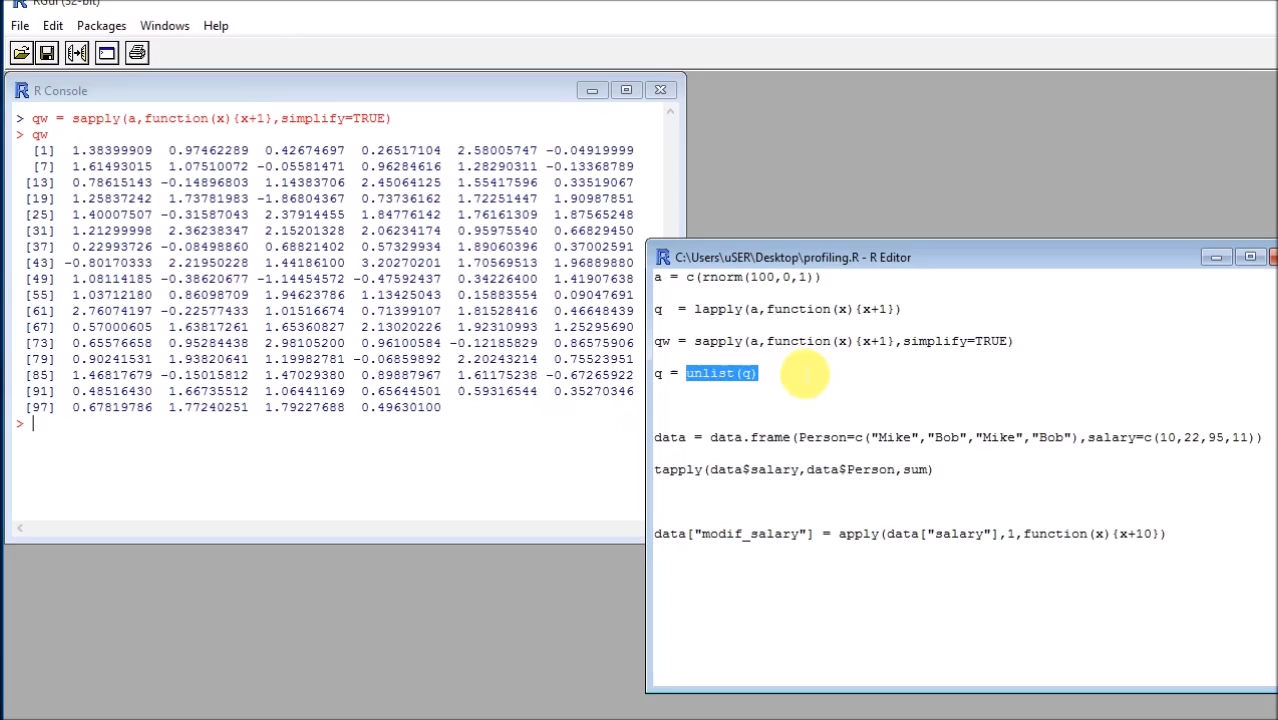 RGui (32-bit)
File Edit Packages Windows Help
R Console
> qw = sapply(a,function(x){x+1},simplify=TRUE)
> qw
[1] 1.38399909 0.97462289 0.42674697 0.26517104 2.58005747 -0.04919999
[7] 1.61493015 1.07510072 -0.05581471 0.96284616 1.28290311 -0.13368789
[13] 0.78615143 -0.14896803 1.14383706 2.45064125 1.55417596 0.33519067
[19] 1.25837242 1.73781983 -1.86804367 0.73736162 1.72251447 1.90987851
[25] 1.40007507 -0.31587043 2.37914455 1.84776142 1.76161309 1.87565248
[31] 1.21299998 2.36238347 2.15201328 2.06234174 0.95975540 0.66829450
[37] 0.22993726 -0.08498860 0.68821402 0.57329934 1.89060396 0.37002591
[43] -0.80170333 2.21950228 1.44186100 3.20270201 1.70569513 1.96889880
[49] 1.08114185 -0.38620677 -1.14454572 -0.47592437 0.34226400 1.41907638
[55] 1.03712180 0.86098709 1.94623786 1.13425043 0.15883554 0.09047691
[61] 2.76074197 -0.22577433 1.01516674 0.71399107 1.81528416 0.46648439
[67] 0.57000605 1.63817261 1.65360827 2.13020226 1.92310993 1.25295690
[73] 0.65576658 0.95284438 2.98105200 0.96100584 -0.12185829 0.86575906
[79] 0.90241531 1.93820641 1.19982781 -0.06859892 2.20243214 0.75523951
[85] 1.46817679 -0.15015812 1.47029380 0.89887967 1.61175238 -0.67265922
[91] 0.48516430 1.66735512 1.06441169 0.65644501 0.59316544 0.35270346
[97] 0.67819786 1.77240251 1.79227688 0.49630100
>
C:\Users\uSER\Desktop\profiling.R - R Editor
a = c(rnorm(100,0,1))
q = lapply(a,function(x){x+1})
qw = sapply(a,function(x){x+1},simplify=TRUE)
q = unlist(q)
data = data.frame(Person=c("Mike","Bob","Mike","Bob"),salary=c(10,22,95,11))
tapply(data$salary,data$Person,sum)
data["modif_salary"] = apply(data["salary"],1,function(x){x+10})